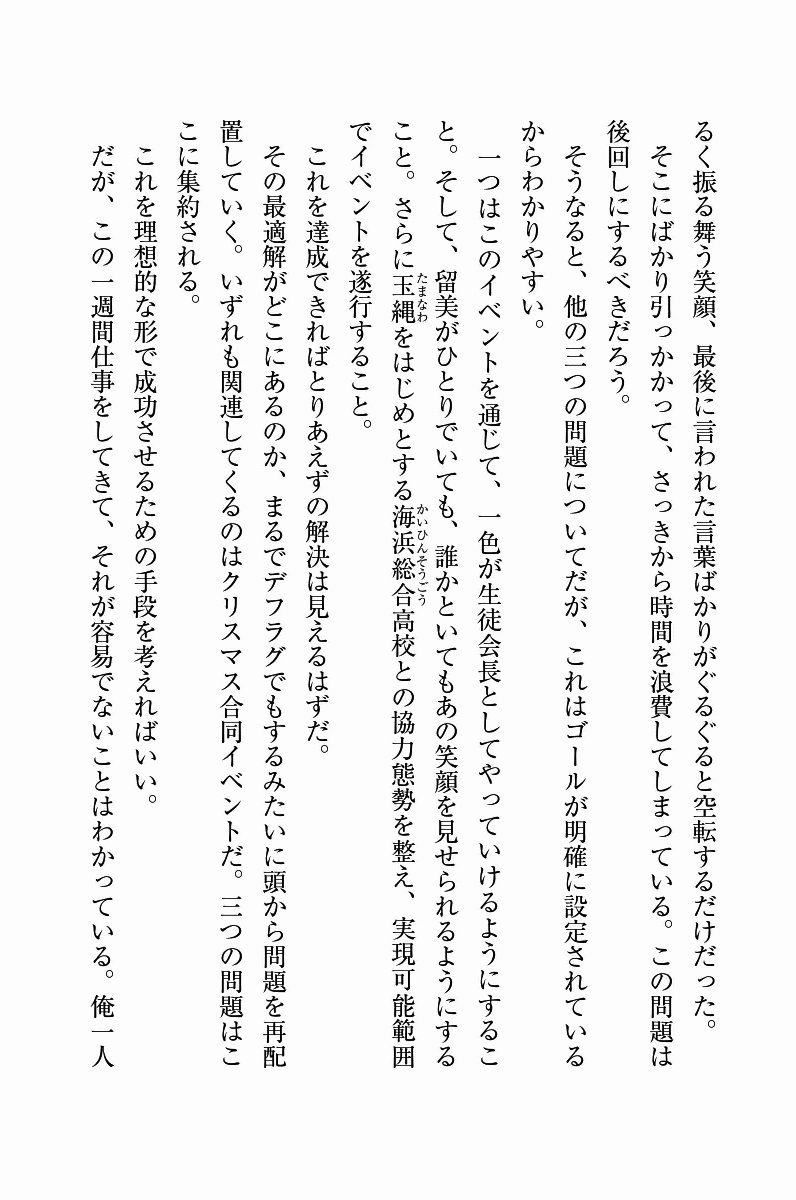 るく振る舞う笑顔、最後に言われた言葉ばかりがぐるぐると空転するだけだった。
そこにばかり引っかかって、さっきから時間を浪費してしまっている。この問題は
後回しにするべきだろう。
そうなると、他の三つの問題についてだが、これはゴールが明確に設定されている
からわかりやすい。
一つはこのイベントを通じて、一色が生徒会長としてやっていけるようにするこ
と。そして、留美がひとりでいても、誰かといてもあの笑顔を見せられるようにする
こと。さらに玉縄をはじめとする海浜総合高校との協力態勢を整え、実現可能範囲
たまなわ
かいひんそうごう
でイベントを遂行すること。
これを達成できればとりあえずの解決は見えるはずだ。
その最適解がどこにあるのか、まるでデフラグでもするみたいに頭から問題を再配
置していく。いずれも関連してくるのはクリスマス合同イベントだ。三つの問題はこ
こに集約される。
これを理想的な形で成功させるための手段を考えればいい。
だが、この一週間仕事をしてきて、それが容易でないことはわかっている。俺一人